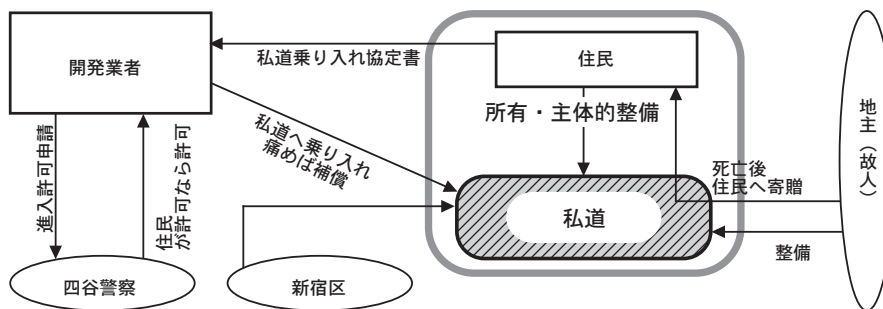 開発業者
私道乗り入れ協定書
住民
所有・主体的整備
地主（故人）
進入許可申請
住民
が許可なら許可
私道へ乗り入れ
痛めば補償
死亡後
住民へ寄贈
私道
整備
四谷警察
新宿区